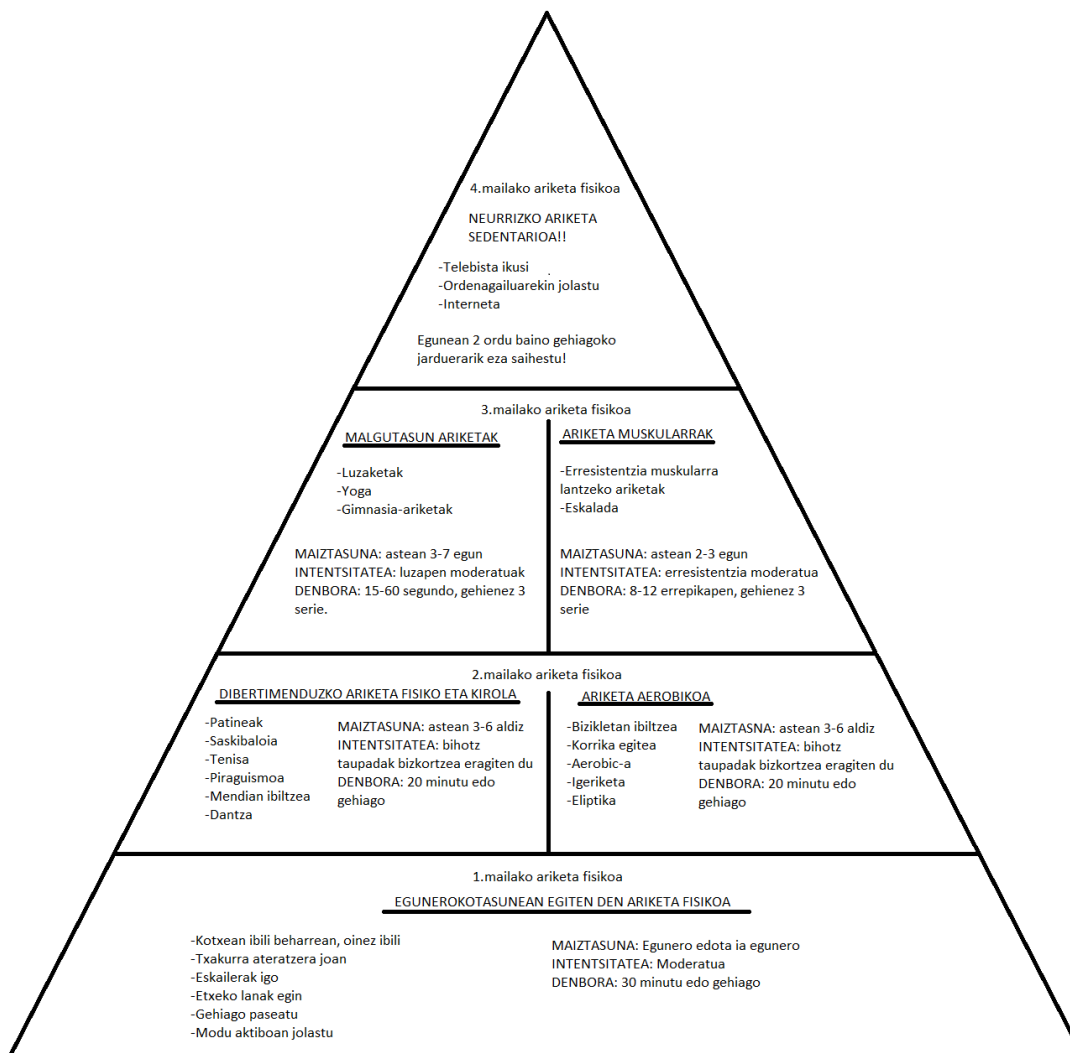 4.mailako ariketa fisikoa
NEURRIZKO ARIKETA
SEDENTARIOA!!
-Telebista ikusi
-Ordenagailuarekin jolastu
-Interneta
Egunean 2 ordu baino gehiagoko
jarduerarik eza saihestu!
3.mailako ariketa fisikoa
MALGUTASUN ARIKETAK
-Luzaketak
-Yoga
-Gimnasia-ariketak
MAIZTASUNA: astean 3-7 egun
INTENTSITATEA: luzapen moderatuak
DENBORA: 15-60 segundo, gehienez 3
serie.
ARIKETA MUSKULARRAK
-Erresistentzia muskularra
lantzeko ariketak
-Eskalada
MAIZTASUNA: astean 2-3 egun
INTENTSITATEA: erresistentzia moderatua
DENBORA: 8-12 errepikapen, gehienez 3
serie
2.mailako ariketa fisikoa
DIBERTIMENDUZKO ARIKETA FISIKO ETA KIROLA
-Patineak
-Saskibaloia
-Tenisa
-Piraguismoa
-Mendian ibiltzea
-Dantza
MAIZTASUNA: astean 3-6 aldiz
INTENTSITATEA: bihotz
taupadak bizkortzea eragiten du
DENBORA: 20 minutu edo
gehiago
ARIKETA AEROBIKOA
-Bizikletan ibiltzea
-Korrika egitea
-Aerobic-a
-Igeriketa
-Eliptika
MAIZTASNA: astean 3-6 aldiz
INTENTSITATEA: bihotz
taupadak bizkortzea eragiten du
DENBORA: 20 minutu edo
gehiago
1.mailako ariketa fisikoa
EGUNEROKOTASUNEAN EGITEN DEN ARIKETA FISIKOA
-Kotxean ibili beharrean, oinez ibili
-Txakurra ateratzera joan
-Eskailerak igo
-Etxeko lanak egin
-Gehiago paseatu
-Modu aktiboan jolastu
MAIZTASUNA: Egunero edota ia egunero
INTENTSITATEA: Moderatua
DENBORA: 30 minutu edo gehiago